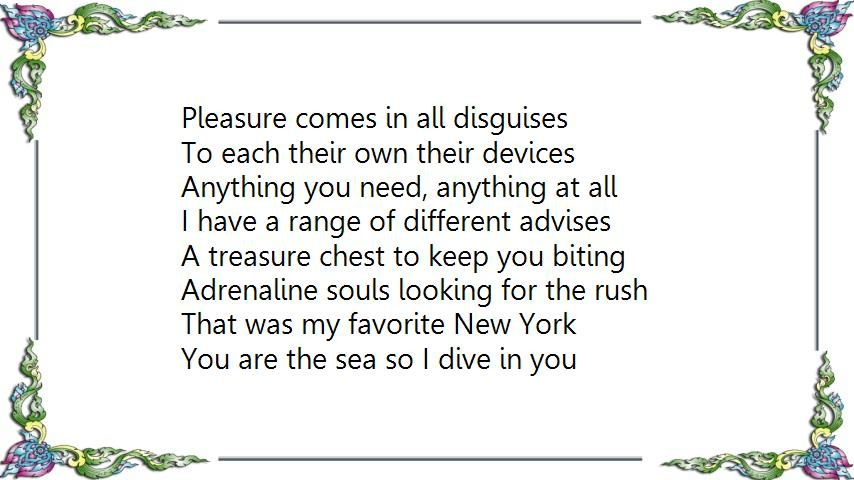 Pleasure comes in all disguises
To each their own their devices
Anything you need, anything at all
I have a range of different advises
A treasure chest to keep you biting
Adrenaline souls looking for the rush
That was my favorite New York
You are the sea so I dive in you